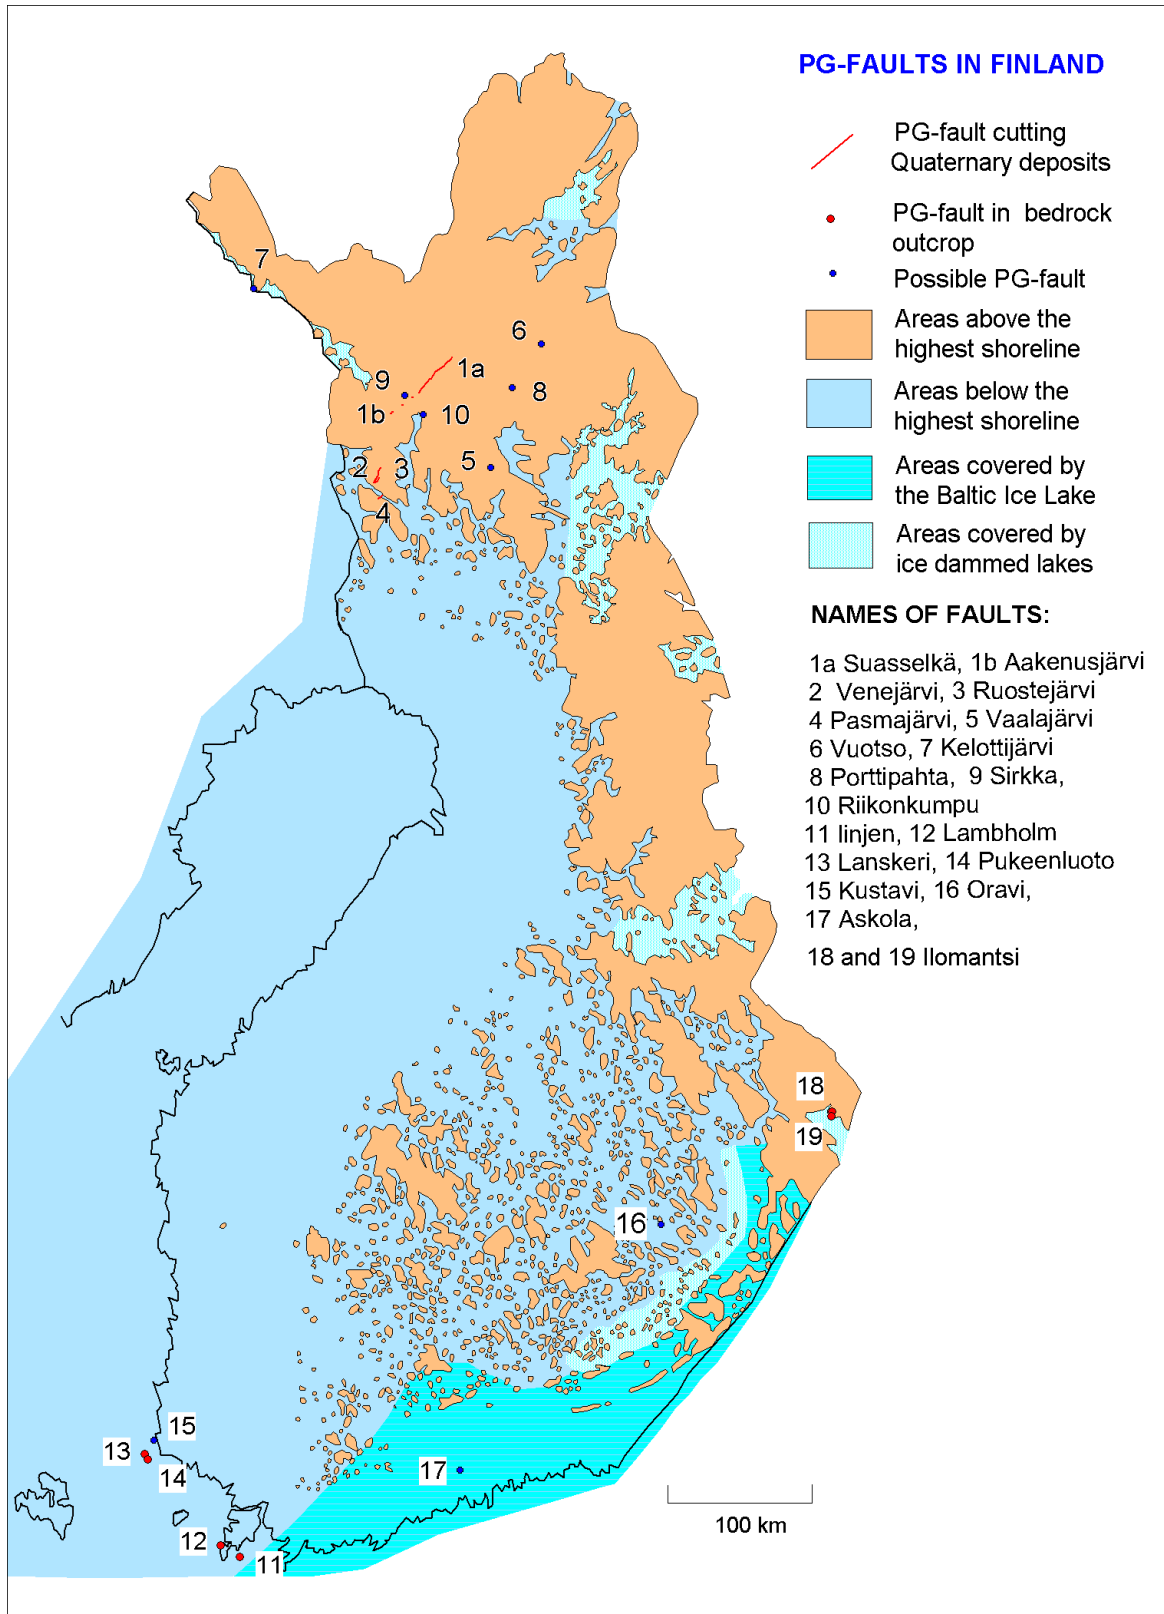 PG-FAULTS IN FINLAND
PG-fault cutting
Quaternary deposits
PG-fault in bedrock
outcrop
Possible PG-fault
Areas above the
highest shoreline
Areas below the
highest shoreline
Areas covered by
the Baltic Ice Lake
Areas covered by
ice dammed lakes
NAMES OF FAULTS:
1a Suasselkä, 1b Aakenusjärvi
2 Venejärvi, 3 Ruostejärvi
4 Pasmajärvi, 5 Vaalajärvi
6 Vuotso, 7 Kelottijärvi
8 Porttipahta, 9 Sirkka,
10 Riikonkumpu
11 linjen, 12 Lambholm
13 Lanskeri, 14 Pukeenluoto
15 Kustavi, 16 Oravi,
17 Askola,
18 and 19 Ilomantsi
7
6
1a
9
8
1b
10
2
3
5
4
18
19
16
15
13
14
17
12
11
100 km